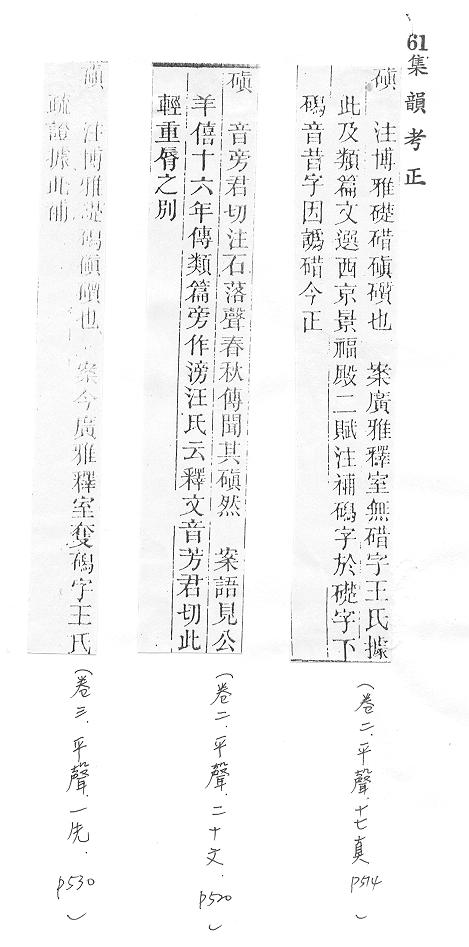 61集韻考正
磌　注博雅礎碏磌礩也　案廣雅釋室無碏字王氏據
此及類篇文選西京景福殿二賦注補碣字於礎字下
碣音昔字因譌碏今正
(卷二．平聲．十七真 P514)
磌　音旁君切注石落聲春秋傳聞其磌然　案語見公
羊僖十六年傳類篇旁作滂汪氏云釋文音芳君切此
輕重脣之別
(卷二．平聲．二十文．P520)
磌　注博雅礎碣磌礩也　案今廣雅釋室奪碣字王氏
疏證據此補
(卷三．平聲．一先．P530)